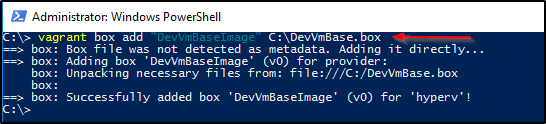 Administrator: Windows PowerShell
C:\> vagrant box add "DevVmBaseImage" C:\DevVmBase.box
==> box: Box file was not detected as metadata. Adding it directly...
==> box: Adding box 'DevVmBaseImage' (v0) for provider:
box: Unpacking necessary files from: file:///C:/DevVmBase.box
box:
==> box: Successfully added box 'DevVmBaseImage' (v0) for 'hyperv'!
C:\>